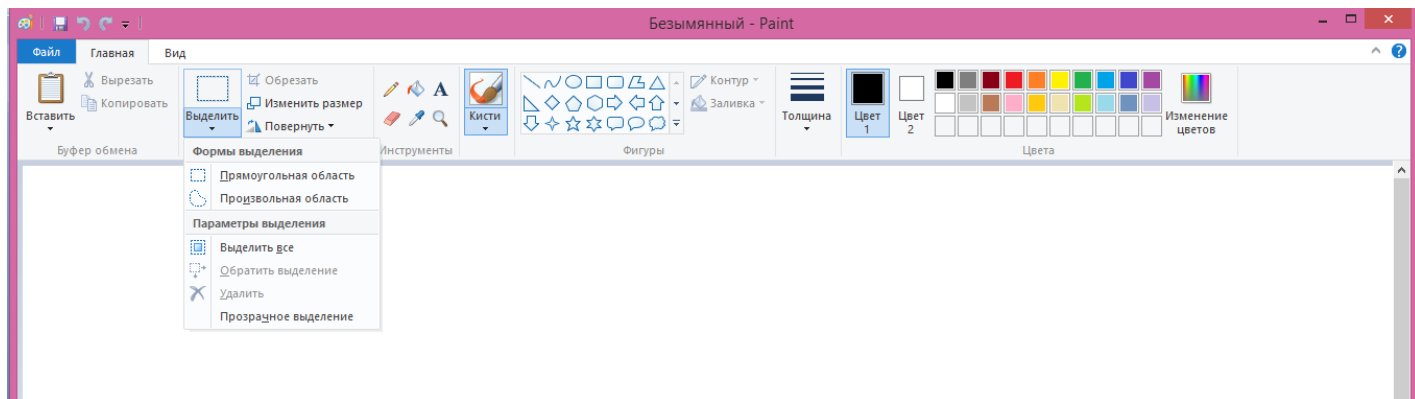 Безымянный - Paint
Файл Главная Вид
Вставить
Вырезать
Копировать
Буфер обмена
Выделить
Обрезать
Изменить размер
Повернуть
Формы выделения
Прямоугольная область
Произвольная область
Параметры выделения
Выделить все
Обратить выделение
Удалить
Прозрачное выделение
A
Инструменты
Кисти
Контур
Заливка
Фигуры
Толщина
Цвет
1
Цвет
2
Изменение
цветов
Цвета